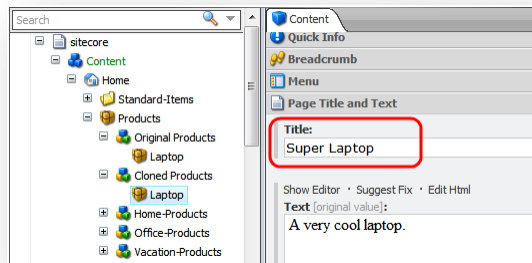 Search
sitecore
Content
Home
Standard-Items
Products
Original Products
Laptop
Cloned Products
Laptop
Home-Products
Office-Products
Vacation-Products
Content
Quick Info
Breadcrumb
Menu
Page Title and Text
Title:
Super Laptop
Show Editor · Suggest Fix · Edit Html
Text [original value]:
A very cool laptop.